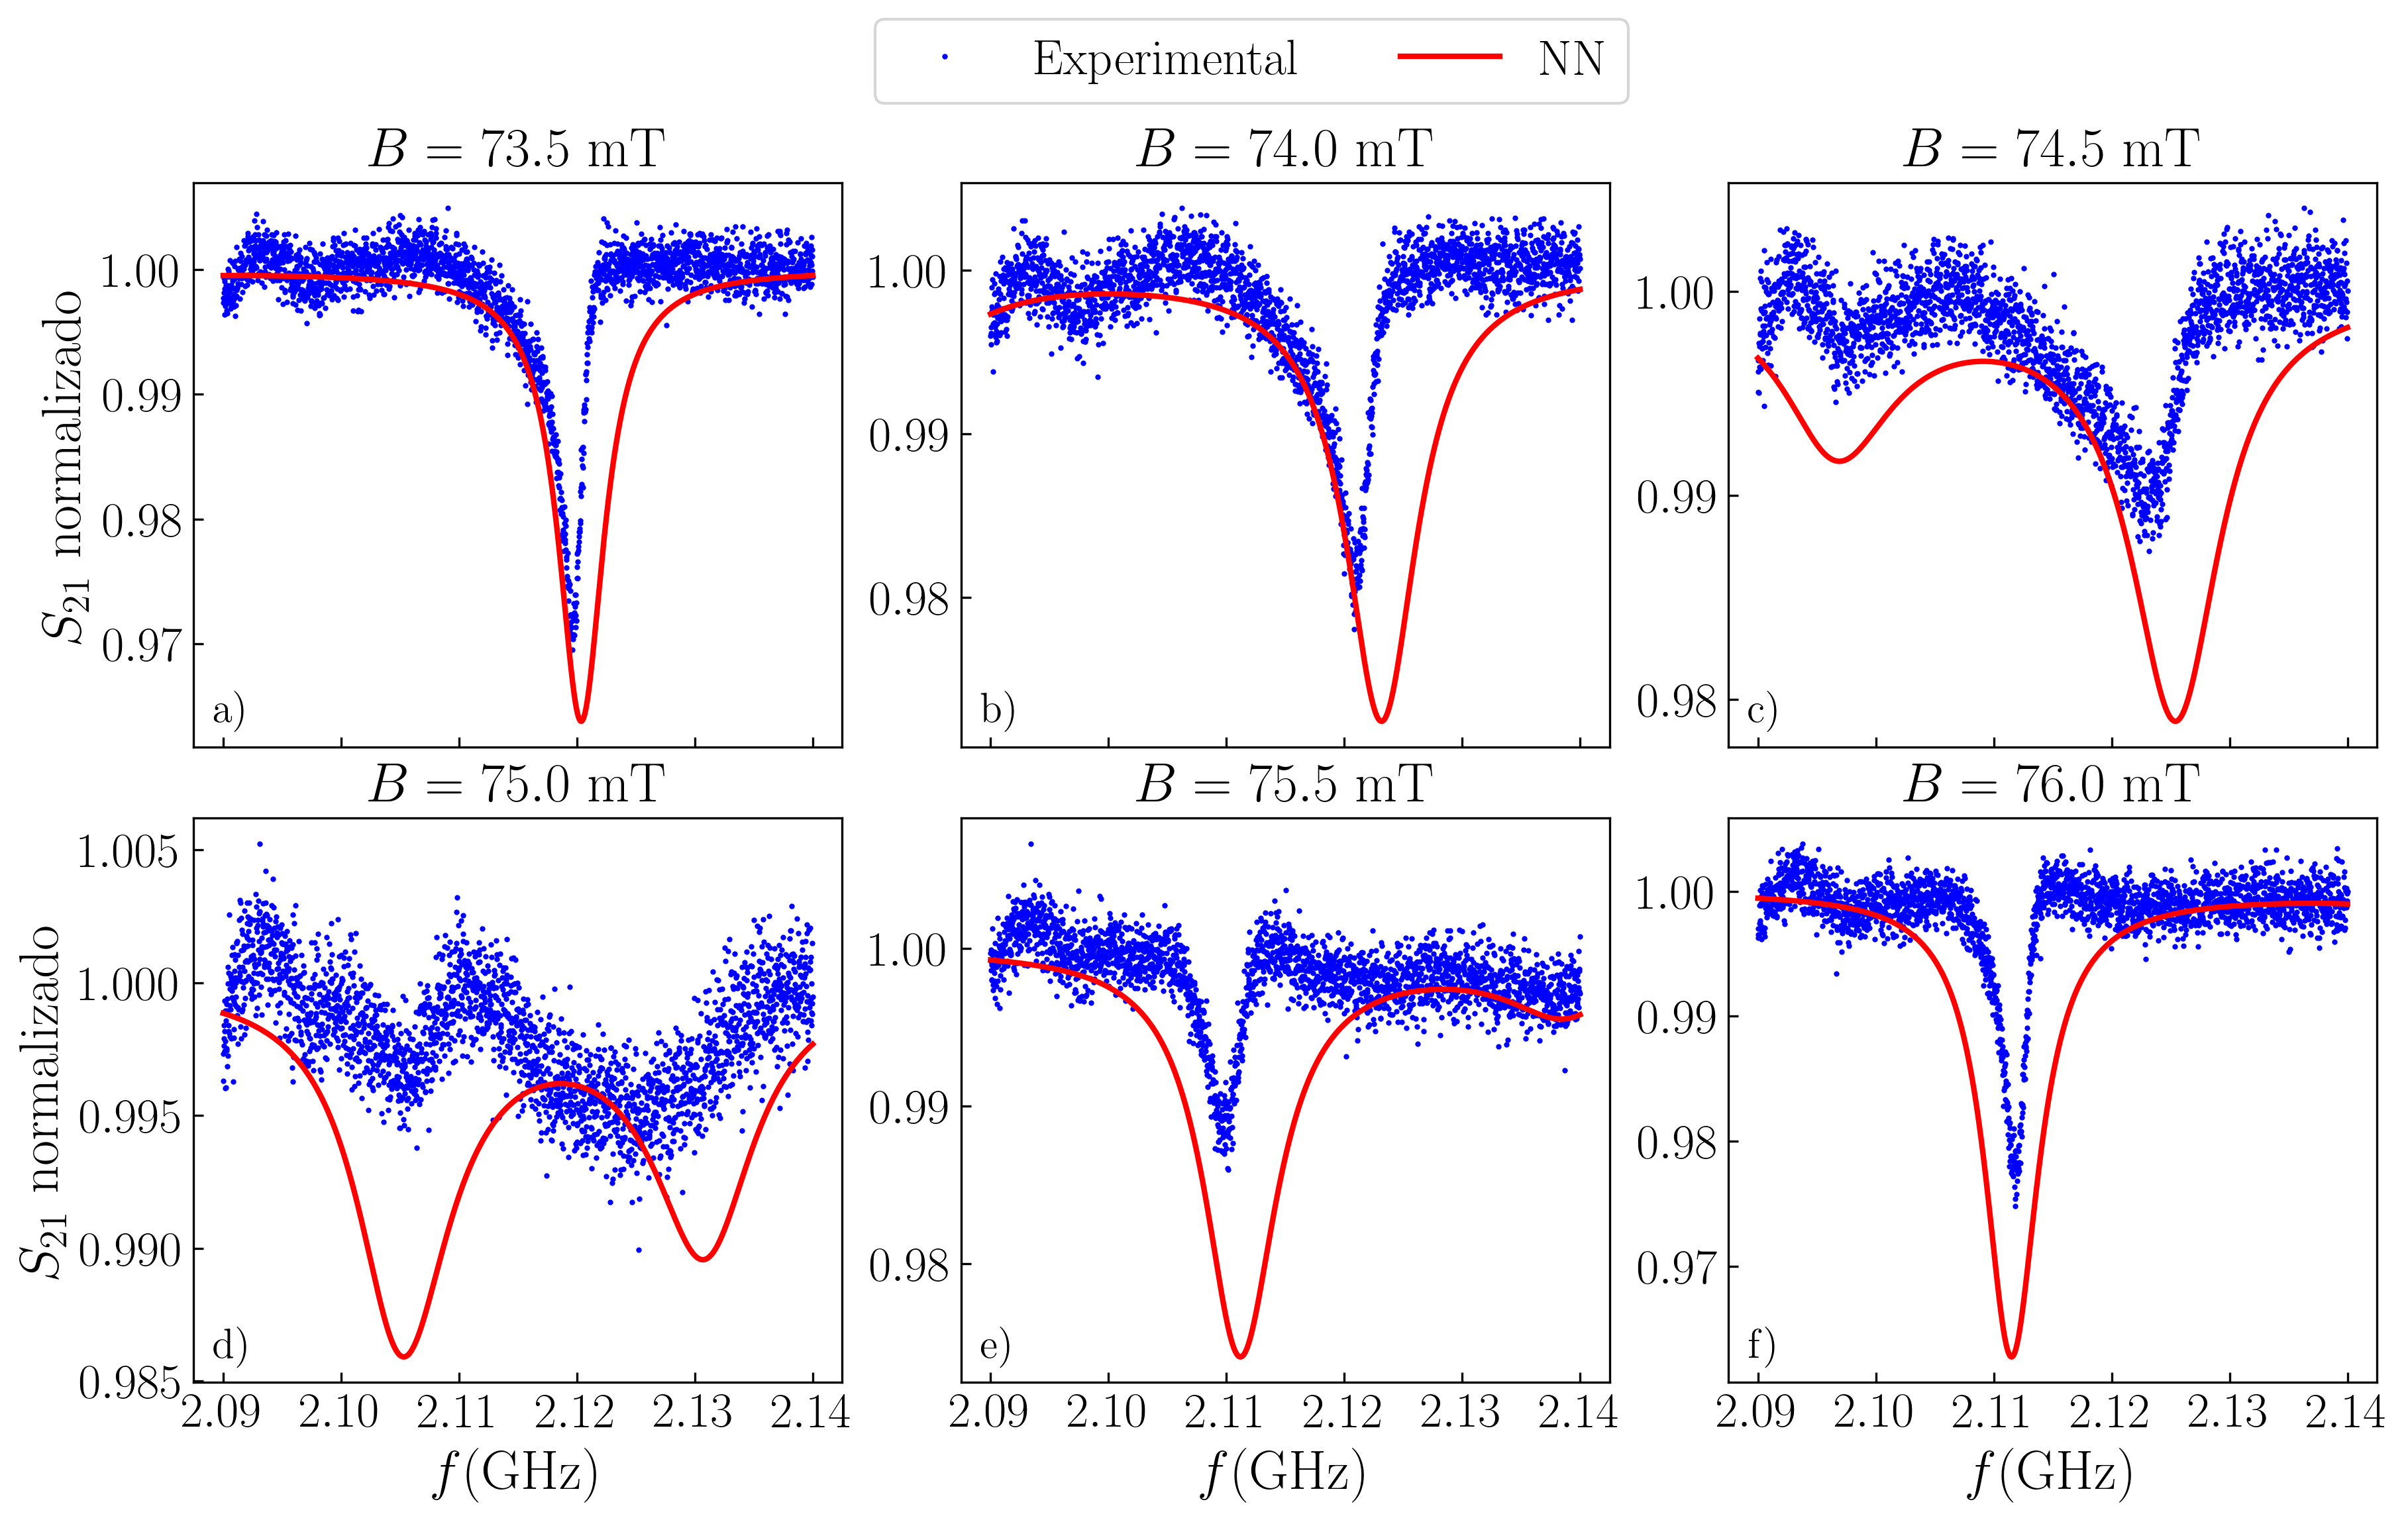 Experimental NN
B = 73.5 mT
B = 74.0 mT
B = 74.5 mT
S21 normalizado
1.00
0.99
0.98
0.97
a)
1.00
0.99
0.98
b)
1.00
0.99
0.98
c)
B = 75.0 mT
B = 75.5 mT
B = 76.0 mT
S21 normalizado
1.005
1.000
0.995
0.990
0.985
d)
1.00
0.99
0.98
e)
1.00
0.99
0.98
0.97
f)
2.09 2.10 2.11 2.12 2.13 2.14
2.09 2.10 2.11 2.12 2.13 2.14
2.09 2.10 2.11 2.12 2.13 2.14
f(GHz)
f(GHz)
f(GHz)